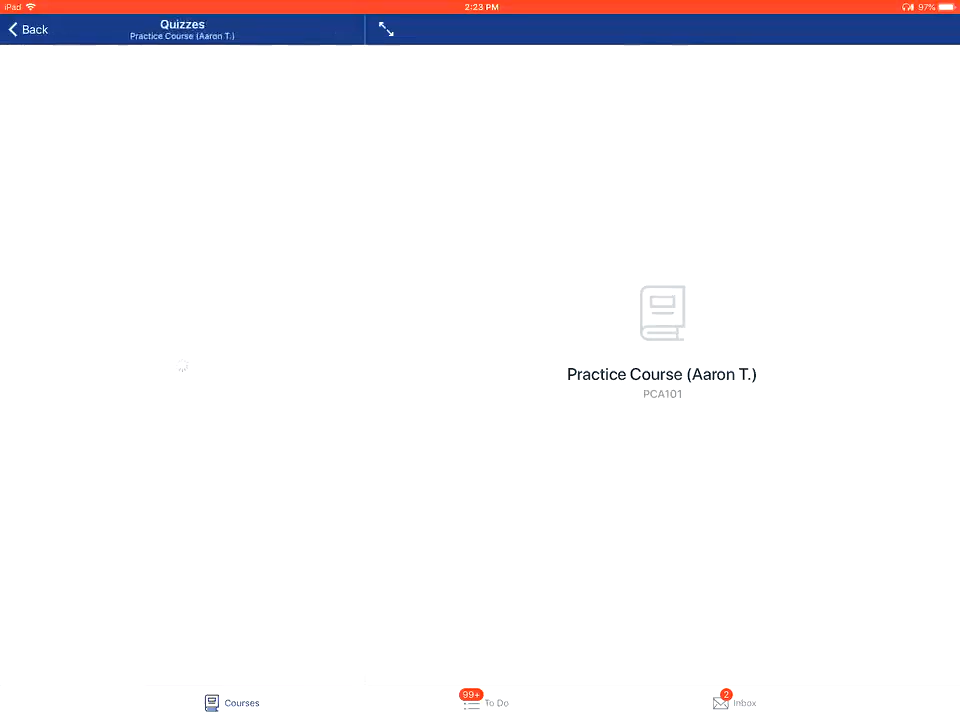 iPad
2:23 PM
97%
Back
Quizzes
Practice Course (Aaron T.)
Practice Course (Aaron T.)
PCA101
Courses
99+
To Do
2
Inbox